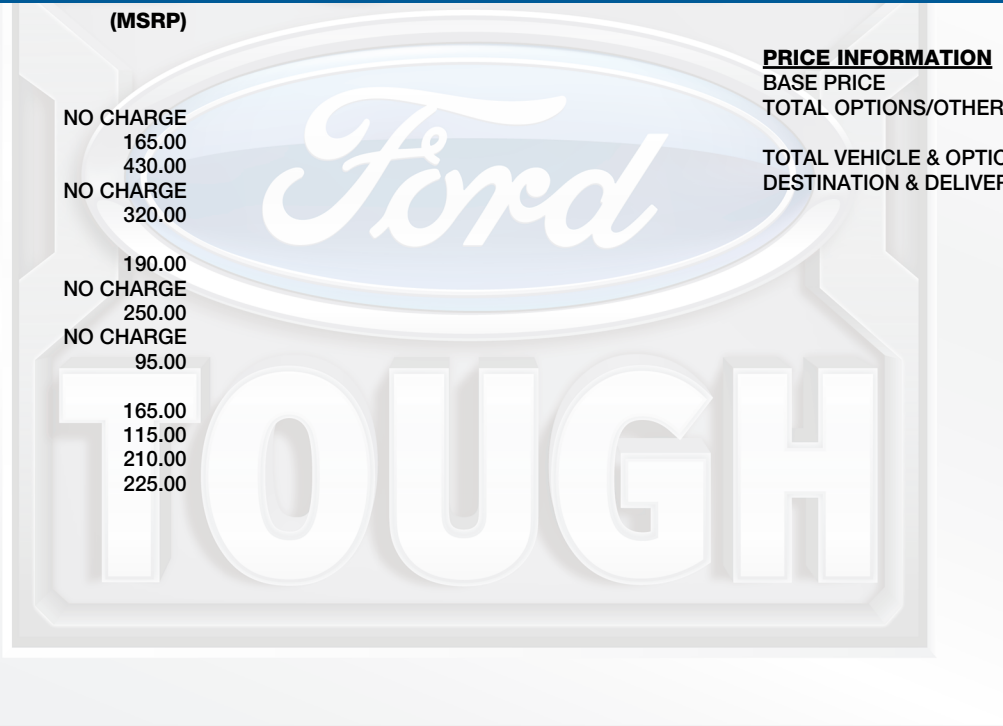 (MSRP)
NO CHARGE
165.00
430.00
NO CHARGE
320.00
190.00
NO CHARGE
250.00
NO CHARGE
95.00
165.00
115.00
210.00
225.00
PRICE INFORMATION
BASE PRICE
TOTAL OPTIONS/OTHER
TOTAL VEHICLE & OPTIO
DESTINATION & DELIVER
Ford
TOUGH